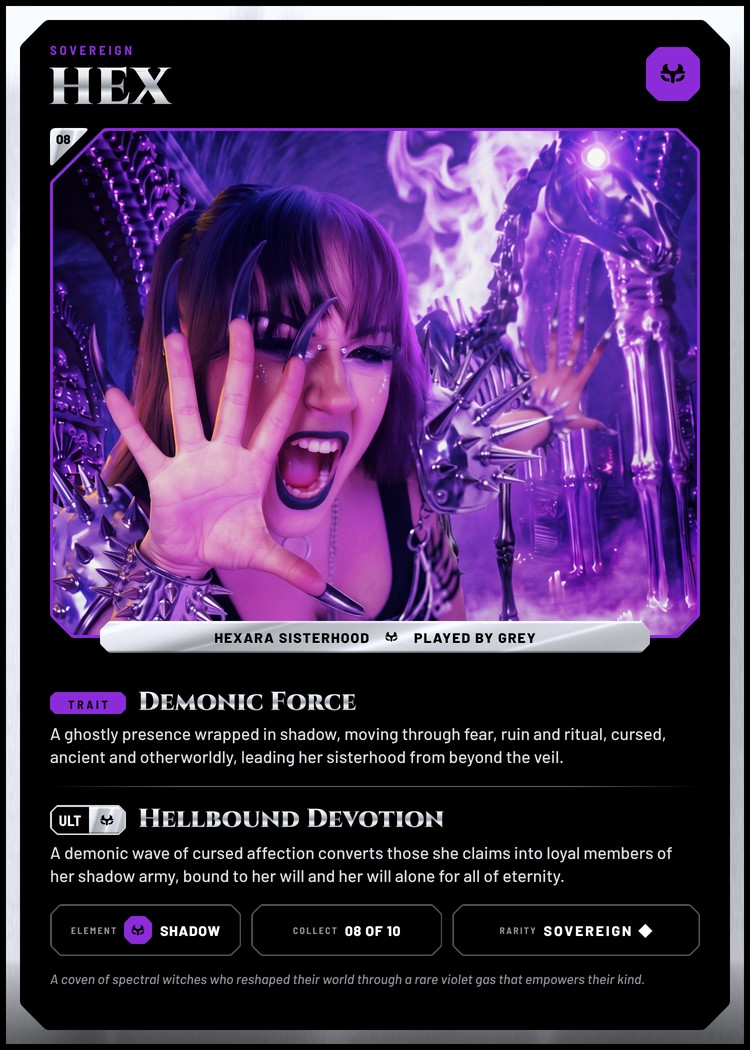 SOVEREIGN
HEX
08
HEXARA SISTERHOOD PLAYED BY GREY
TRAIT DEMONIC FORCE
A ghostly presence wrapped in shadow, moving through fear, ruin and ritual, cursed,
ancient and otherworldly, leading her sisterhood from beyond the veil.
ULT HELLBOUND DEVOTION
A demonic wave of cursed affection converts those she claims into loyal members of
her shadow army, bound to her will and her will alone for all of eternity.
ELEMENT SHADOW COLLECT 08 OF 10 RARITY SOVEREIGN ◆
A coven of spectral witches who reshaped their world through a rare violet gas that empowers their kind.